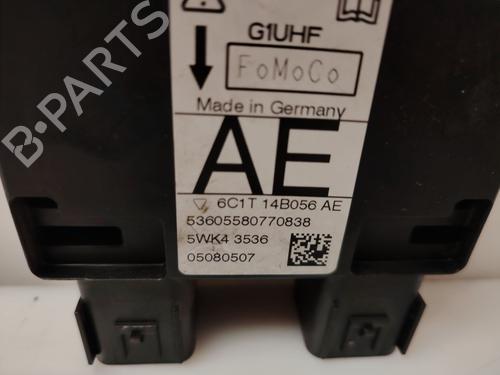 G1UHF
FoMoCo
Made in Germany
AE
6C1T 14B056 AE
53605580770838
5WK4 3536
05080507
B-PARTS